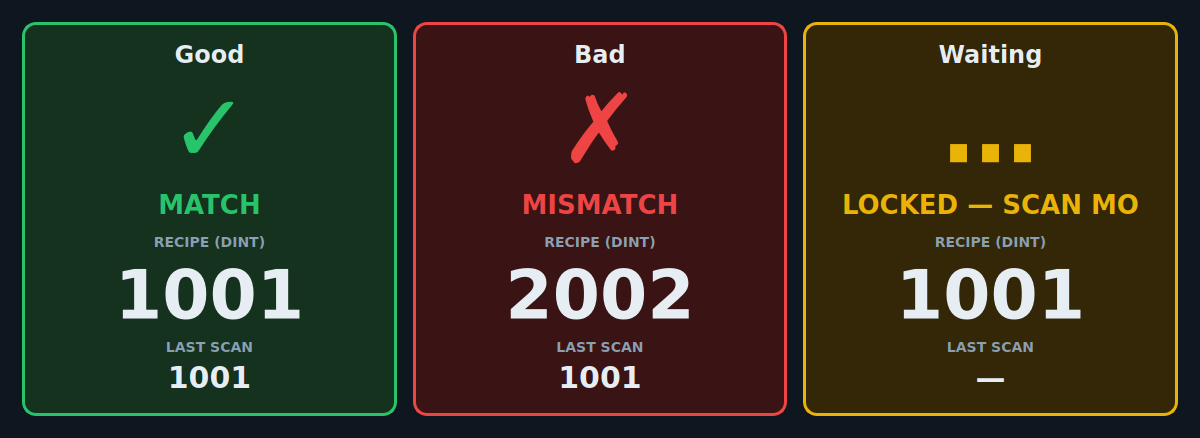 Good
✓
MATCH
RECIPE (DINT)
1001
LAST SCAN
1001
Bad
✗
MISMATCH
RECIPE (DINT)
2002
LAST SCAN
1001
Waiting
…
LOCKED — SCAN MO
RECIPE (DINT)
1001
LAST SCAN
—